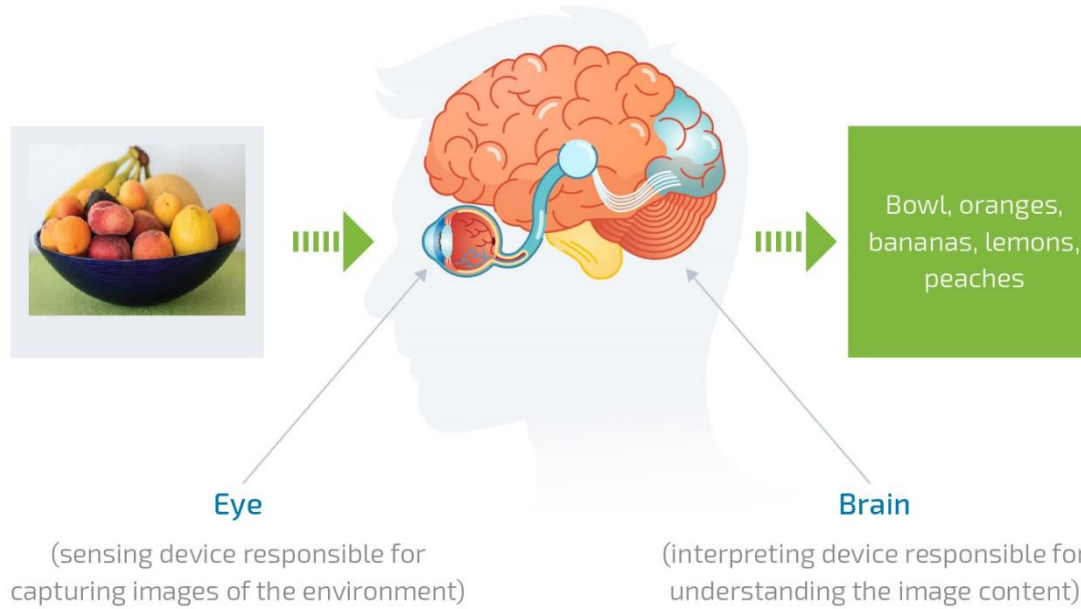 Bowl, oranges,
bananas, lemons,
peaches
Eye
(sensing device responsible for
capturing images of the environment)
Brain
(interpreting device responsible for
understanding the image content)